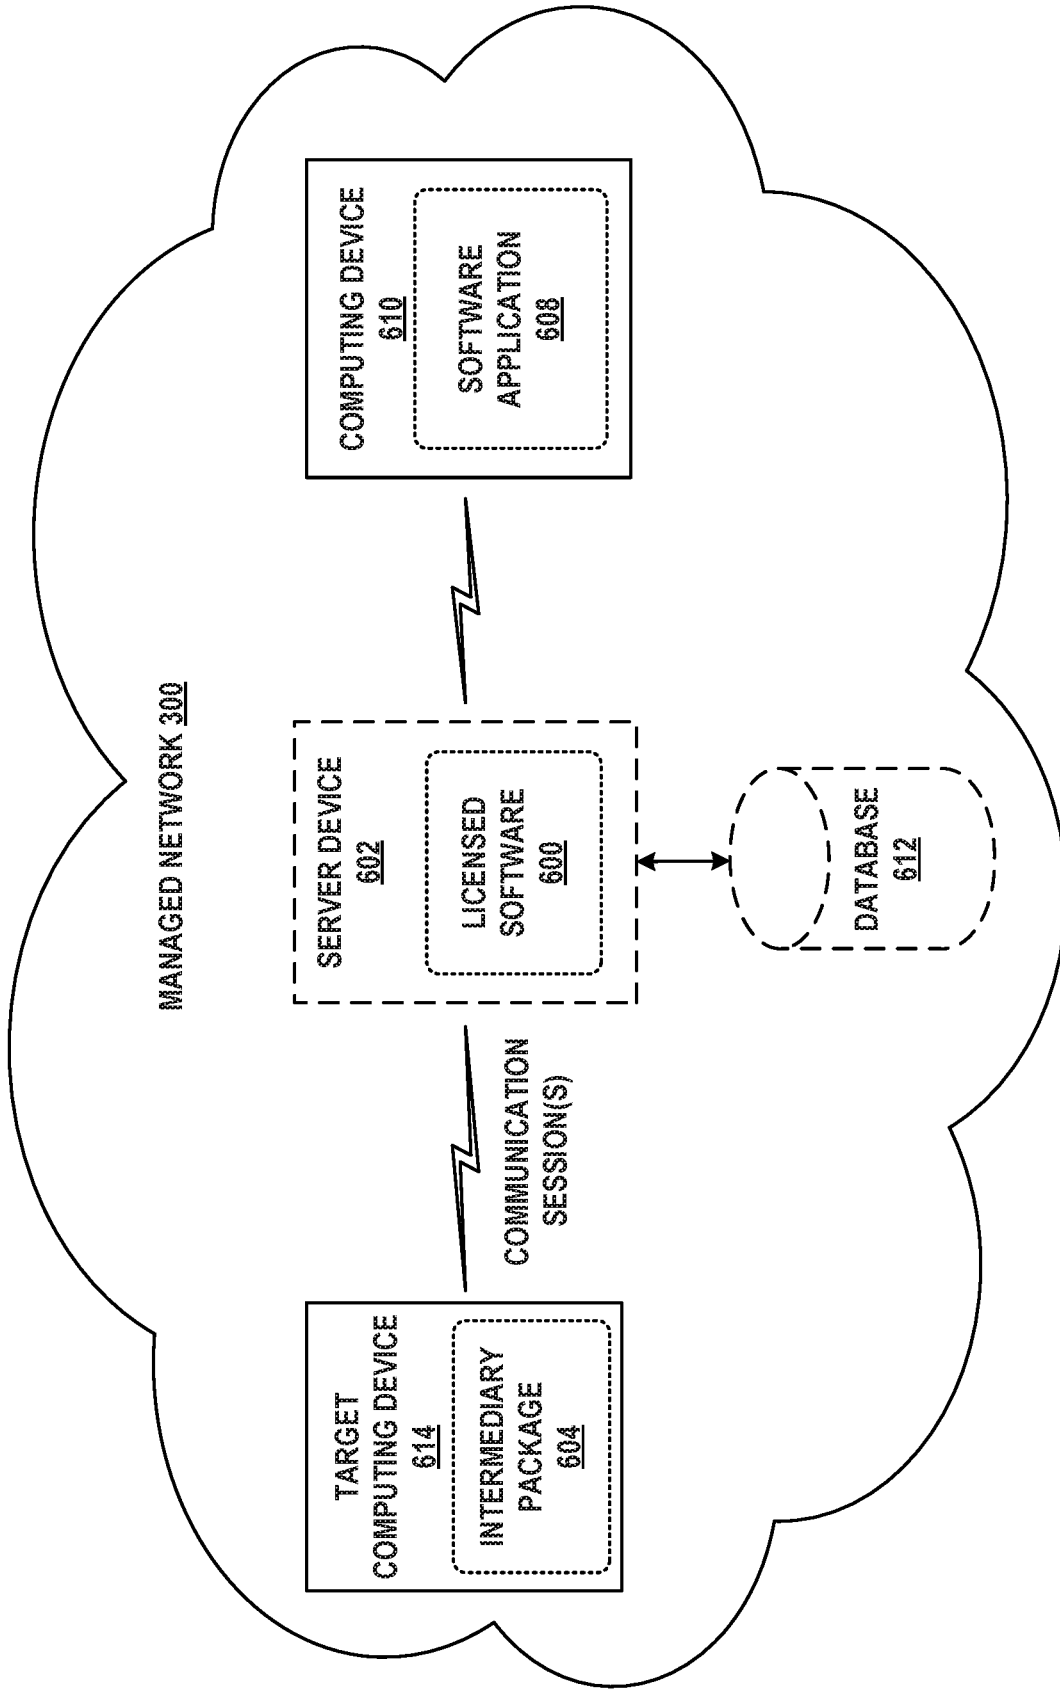 MANAGED NETWORK 300
TARGET
COMPUTING DEVICE
614
INTERMEDIARY
PACKAGE
604
COMMUNICATION
SESSION(S)
SERVER DEVICE
602
LICENSED
SOFTWARE
600
DATABASE
612
COMPUTING DEVICE
610
SOFTWARE
APPLICATION
608